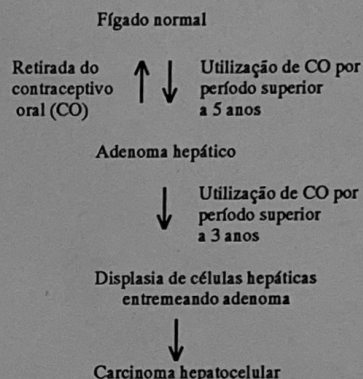 Fígado normal
Retirada do
contraceptivo
oral (CO)
Utilização de CO por
período superior
a 5 anos
Adenoma hepático
Utilização de CO por
período superior
a 3 anos
Displasia de células hepáticas
entremeando adenoma
Carcinoma hepatocelular